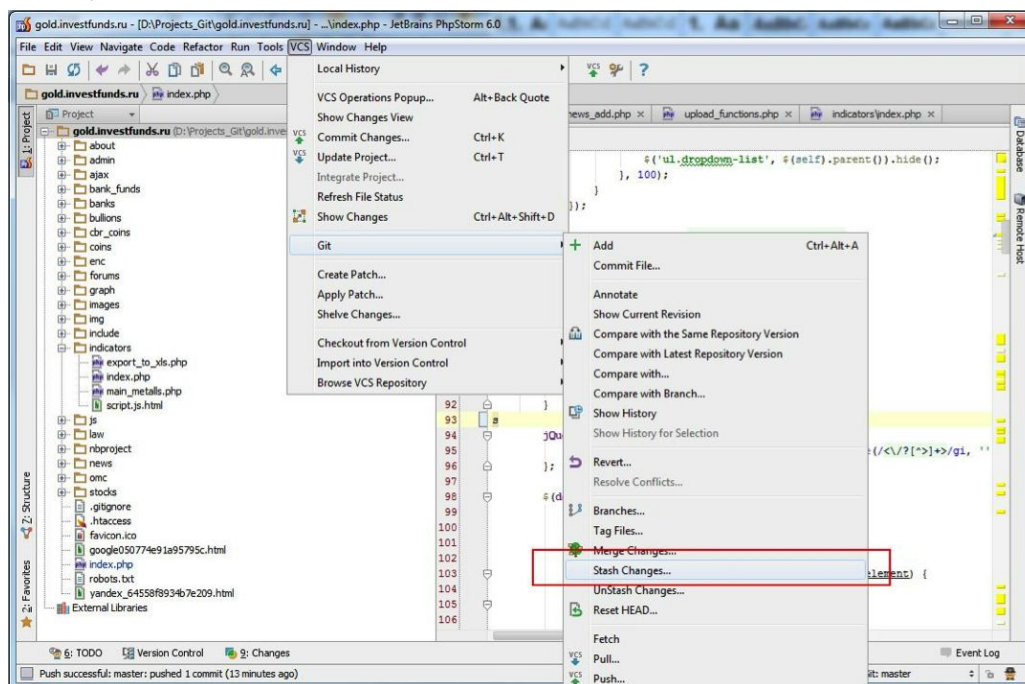 gold.investfunds.ru - [D:\Projects_Git\gold.investfunds.ru] - ...\index.php - JetBrains PhpStorm 6.0
File Edit View Navigate Code Refactor Run Tools VCS Window Help
gold.investfunds.ru index.php
Project
news_add.php upload_functions.php indicators\index.php
1: Project
Z: Structure
2: Favorites
Database
Remote Host
gold.investfunds.ru (D:\Projects_Git\gold.inve
about
admin
ajax
bank_funds
banks
bullions
cbr_coins
coins
enc
forums
graph
images
img
include
indicators
export_to_xls.php
index.php
main_metalls.php
script.js.html
js
law
nbproject
news
omc
stocks
.gitignore
.htaccess
favicon.ico
google050774e91a95795c.html
index.php
robots.txt
yandex_64558f8934b7e209.html
External Libraries
Local History
VCS Operations Popup... Alt+Back Quote
Show Changes View
Commit Changes... Ctrl+K
Update Project... Ctrl+T
Integrate Project...
Refresh File Status
Show Changes Ctrl+Alt+Shift+D
Git
Create Patch...
Apply Patch...
Shelve Changes...
Checkout from Version Control
Import into Version Control
Browse VCS Repository
Add Ctrl+Alt+A
Commit File...
Annotate
Show Current Revision
Compare with the Same Repository Version
Compare with Latest Repository Version
Compare with...
Compare with Branch...
Show History
Show History for Selection
Revert...
Resolve Conflicts...
Branches...
Tag Files...
Merge Changes...
Stash Changes...
UnStash Changes...
Reset HEAD...
Fetch
Pull...
Push...
$('ul.dropdown-list', $(self).parent()).hide();
}, 100);
}
});
92 }
93 s
94 jQu
95 (/<\/?[^>]+>/gi, ''
96 };
97
98 $(d
99
100
101
102
103 element) {
104
105
106
6: TODO Version Control 9: Changes Event Log
Push successful: master: pushed 1 commit (13 minutes ago) it: master